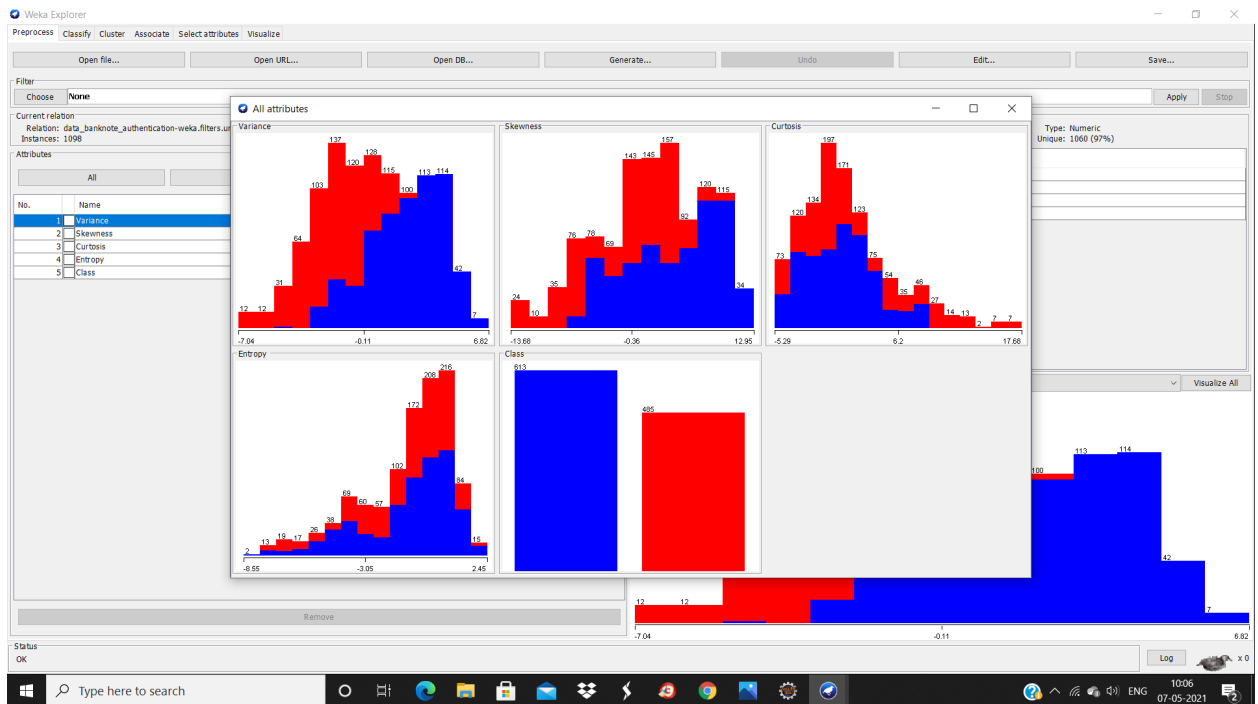 Weka Explorer
Preprocess Classify Cluster Associate Select attributes Visualize
Open file... Open URL... Open DB... Generate... Undo Edit... Save...
Filter
Choose None Apply Stop
Current relation
Relation: data_banknote_authentication-weka.filters.un
Instances: 1098
Type: Numeric
Unique: 1060 (97%)
Attributes
All
No. Name
1 Variance
2 Skewness
3 Curtosis
4 Entropy
5 Class
Remove
All attributes
Variance
12 12 31 64 103 137 120 128 115 100 113 114 42 7
-7.04 -0.11 6.82
Skewness
24 10 35 76 78 69 143 145 157 92 120 115 34
-13.68 -0.36 12.95
Curtosis
73 120 134 197 171 123 75 54 35 46 27 14 13 2 7 7
-5.29 6.2 17.68
Entropy
2 13 19 17 26 38 69 60 57 102 172 208 216 84 15
-8.55 -3.05 2.45
Class
613 485
Visualize All
12 12 100 113 114 42 7
-7.04 -0.11 6.82
Status
OK
Log x 0
Type here to search
ENG
10:06
07-05-2021
2